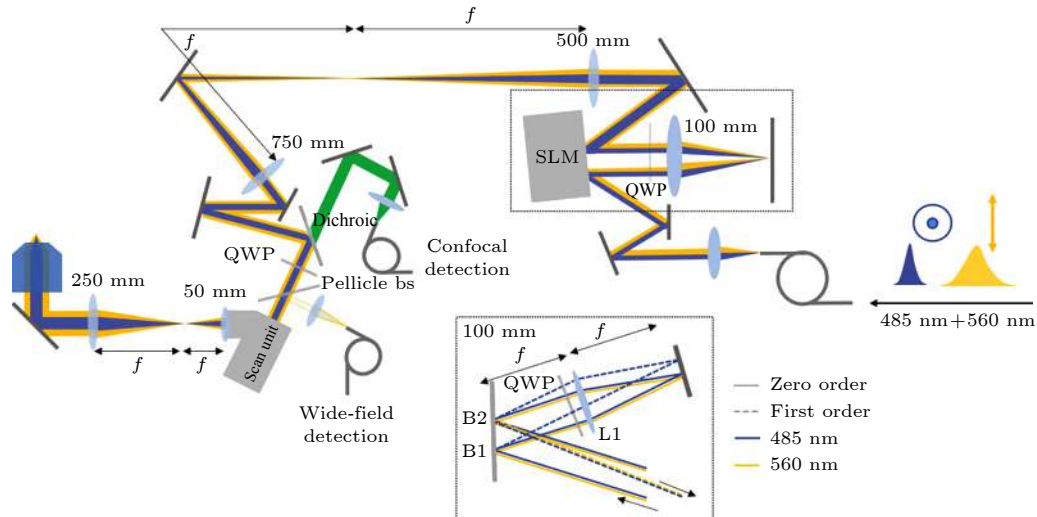 f
f
500 mm
750 mm
100 mm
SLM
QWP
Dichroic
QWP
Confocal
detection
Pellicle bs
250 mm
50 mm
f
f
Scan unit
Wide-field
detection
485 nm+560 nm
100 mm
f
f
QWP
B2
B1
L1
Zero order
First order
485 nm
560 nm